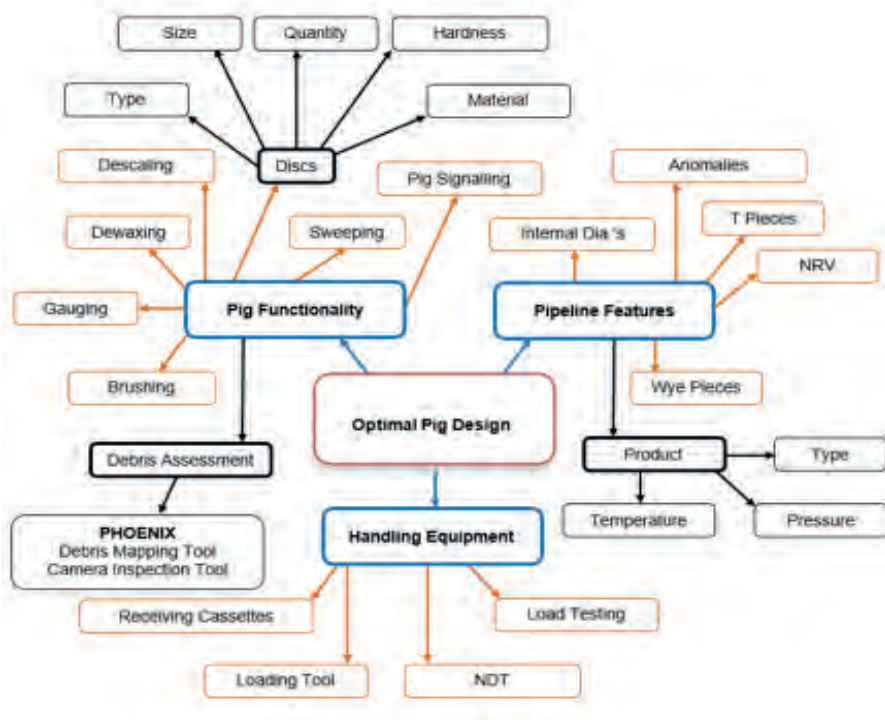 Size
Quantity
Hardness
Type
Material
Discs
Descaling
Pig Signalling
Anomalies
Dewaxing
Sweeping
Internal Dia 's
T Pieces
NRV
Gauging
Pig Functionality
Pipeline Features
Brushing
Wye Pieces
Optimal Pig Design
Debris Assessment
Product
Type
PHOENIX
Debris Mapping Tool
Camera Inspection Tool
Temperature
Pressure
Handling Equipment
Receiving Cassettes
Load Testing
Loading Tool
NDT